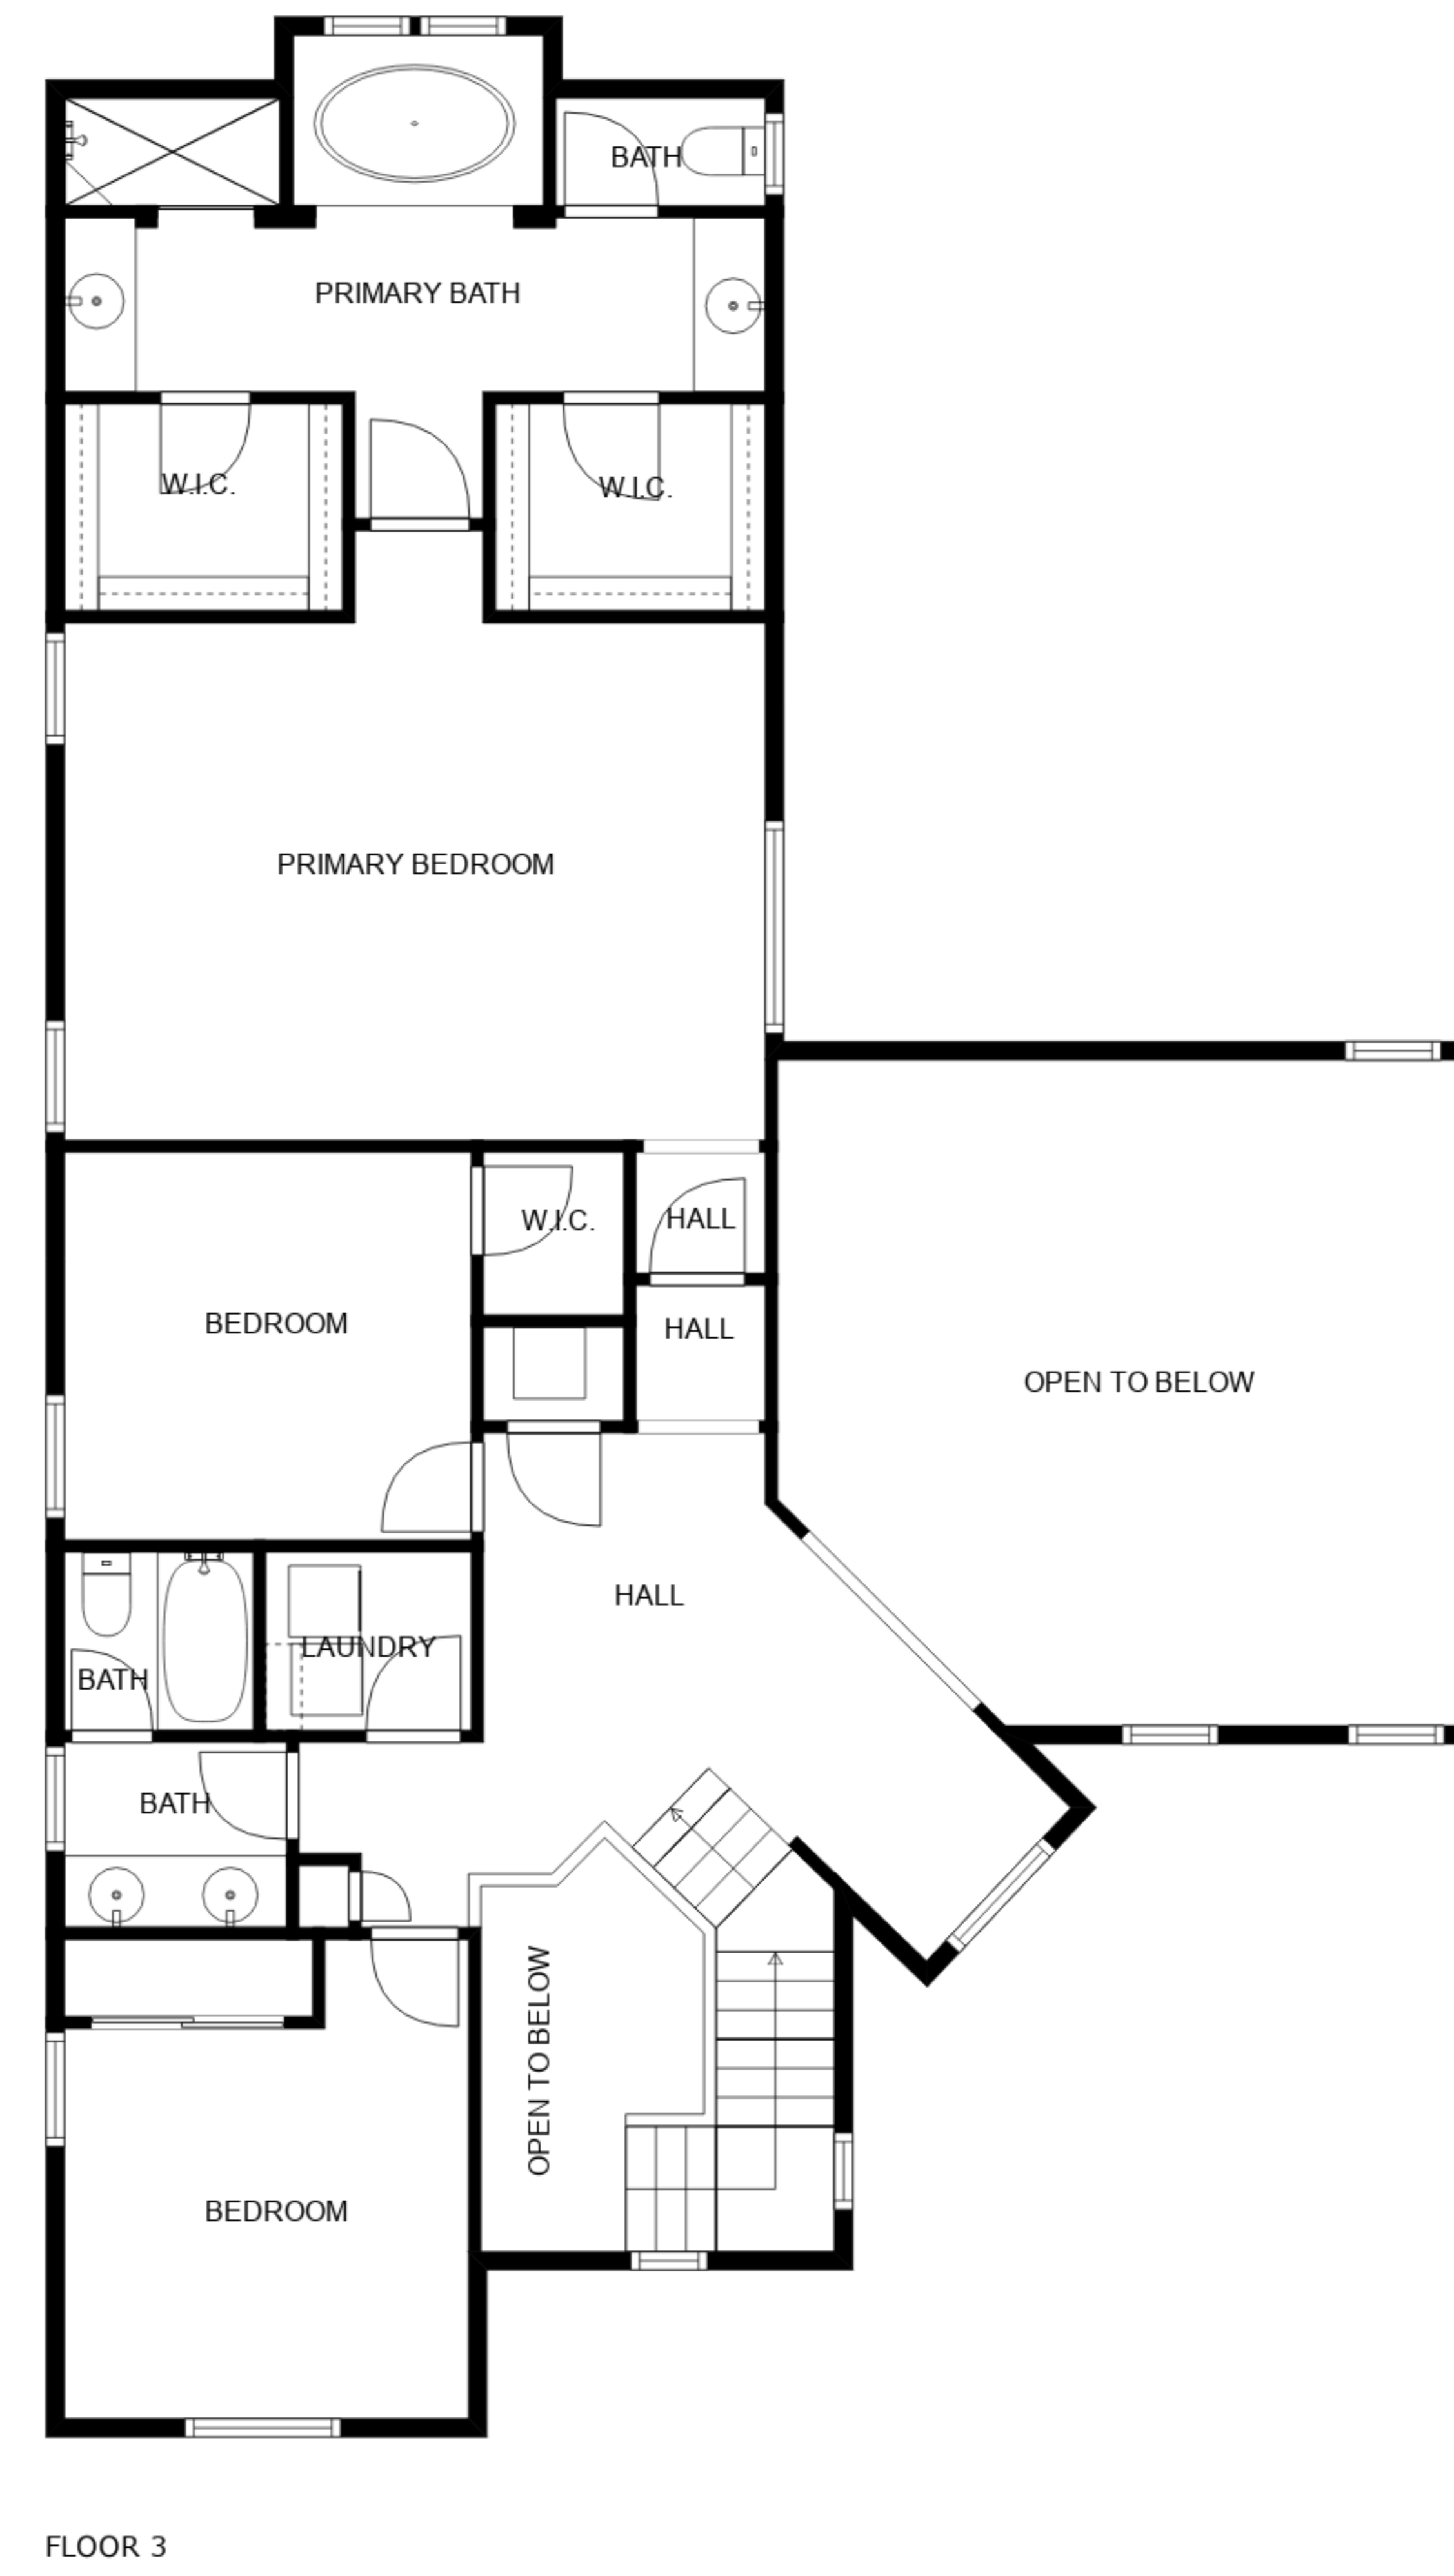 BATH
PRIMARY BATH
W.I.C.
W.I.C.
PRIMARY BEDROOM
W.I.C.
HALL
BEDROOM
HALL
OPEN TO BELOW
HALL
LAUNDRY
BATH
BATH
OPEN TO BELOW
BEDROOM
FLOOR 3